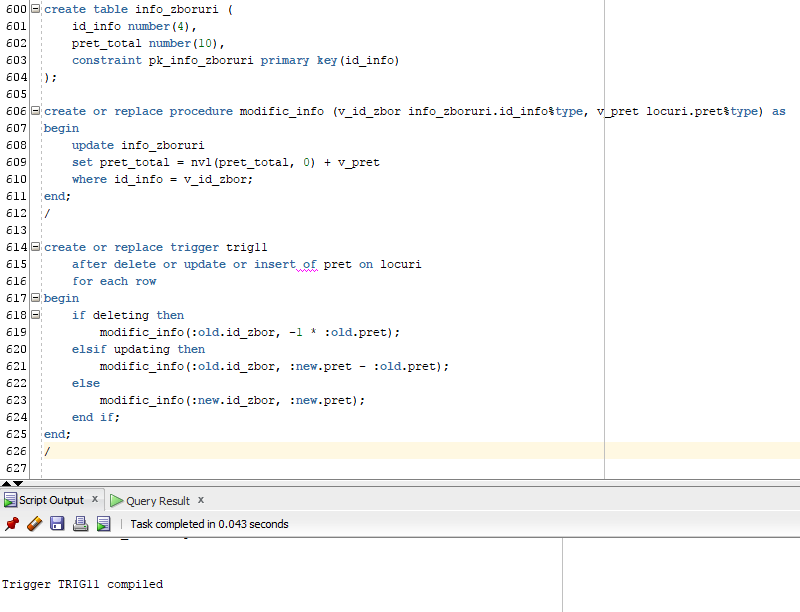 600 create table info_zboruri (
601     id_info number(4),
602     pret_total number(10),
603     constraint pk_info_zboruri primary key(id_info)
604 );
605
606 create or replace procedure modific_info (v_id_zbor info_zboruri.id_info%type, v_pret locuri.pret%type) as
607 begin
608     update info_zboruri
609     set pret_total = nvl(pret_total, 0) + v_pret
610     where id_info = v_id_zbor;
611 end;
612 /
613
614 create or replace trigger trig11
615     after delete or update or insert of pret on locuri
616     for each row
617 begin
618     if deleting then
619         modific_info(:old.id_zbor, -1 * :old.pret);
620     elsif updating then
621         modific_info(:old.id_zbor, :new.pret - :old.pret);
622     else
623         modific_info(:new.id_zbor, :new.pret);
624     end if;
625 end;
626 /
627
Script Output x Query Result x
Task completed in 0.043 seconds
Trigger TRIG11 compiled